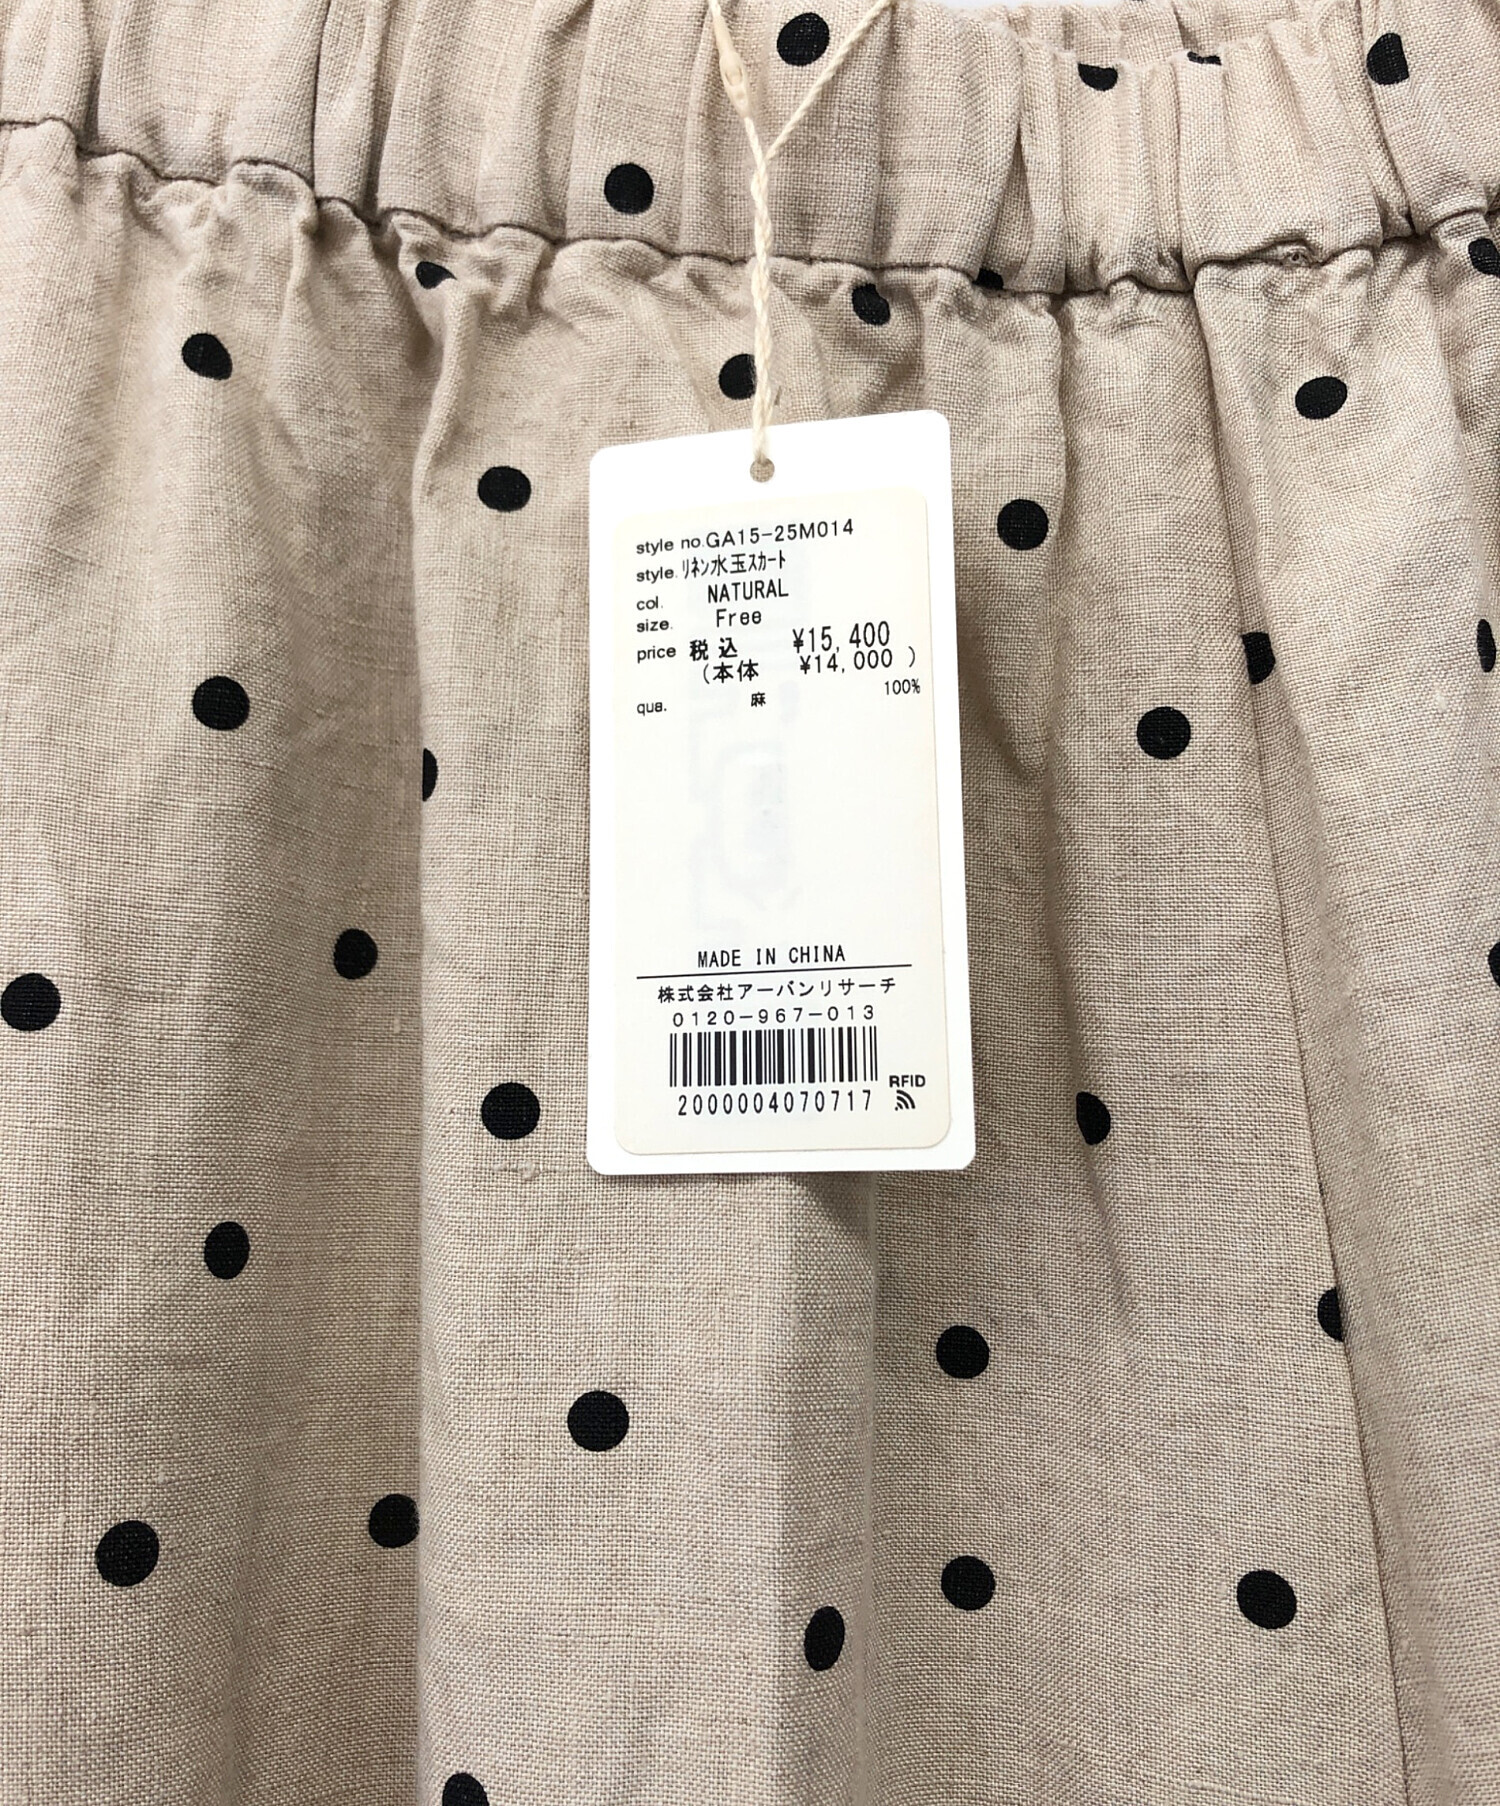 style no.GA15-25M014
style.ﾘﾈﾝ水玉ｽｶｰﾄ
col. NATURAL
size. Free
price 税込 ¥15,400
(本体 ¥14,000 )
qua. 麻 100%
MADE IN CHINA
株式会社アーバンリサーチ
0120-967-013
RFID
2000004070717